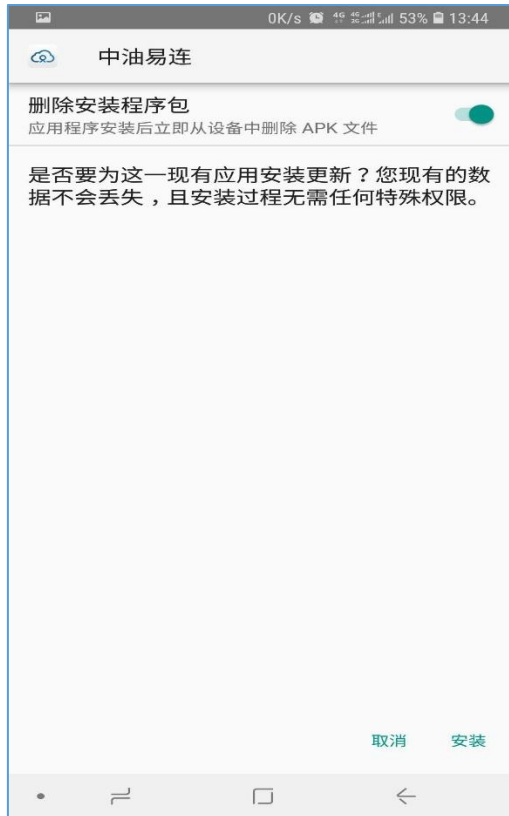 0K/s 4G 53% 13:44
中油易连
删除安装程序包
应用程序安装后立即从设备中删除 APK 文件
是否要为这一现有应用安装更新？您现有的数
据不会丢失，且安装过程无需任何特殊权限。
取消 安装